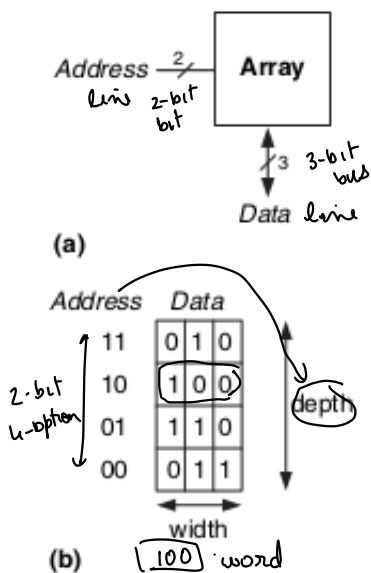 Address 2 Array
line 2-bit
bit
3 3-bit
bus
Data line
(a)
Address Data
11 0 1 0
10 1 0 0
01 1 1 0
00 0 1 1
2-bit
4-option
depth
width
(b) 100 word